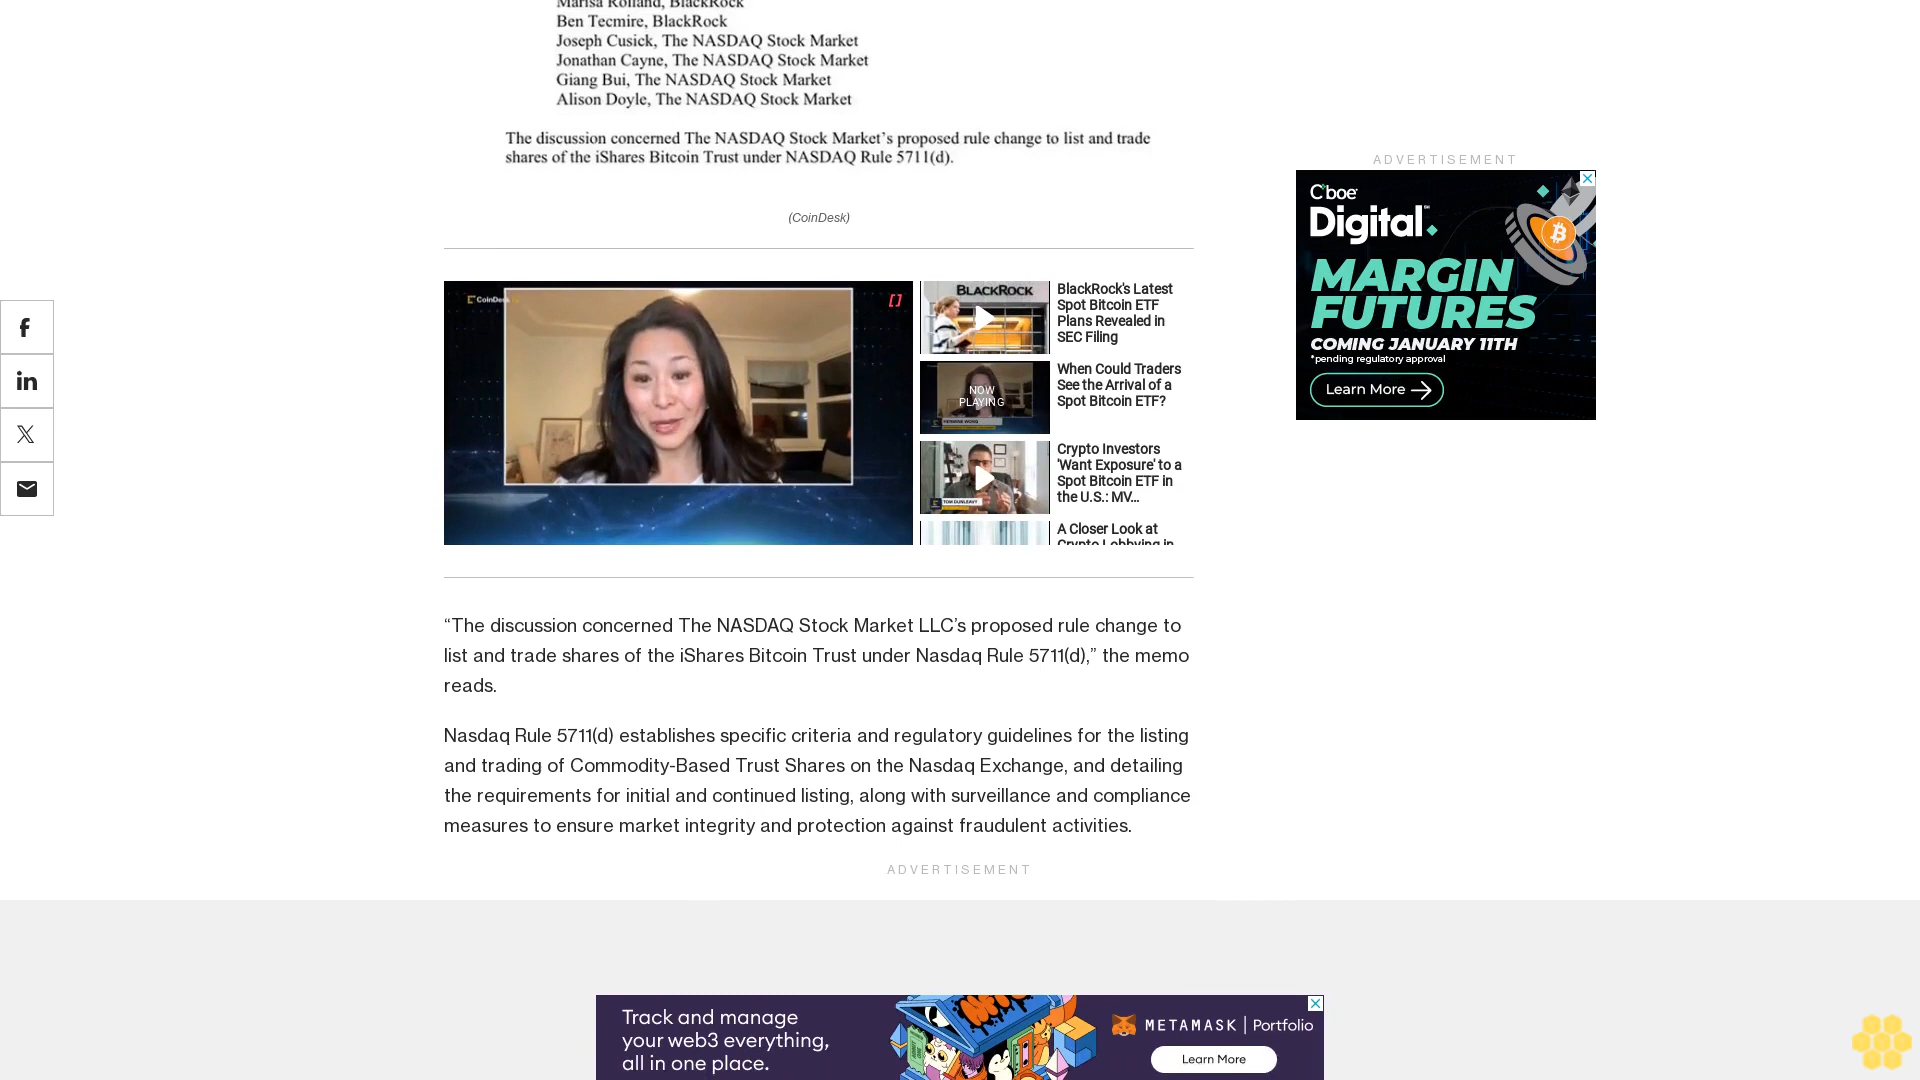 Marisa Rolland, BlackRock
Ben Tecmire, BlackRock
Joseph Cusick, The NASDAQ Stock Market
Jonathan Cayne, The NASDAQ Stock Market
Giang Bui, The NASDAQ Stock Market
Alison Doyle, The NASDAQ Stock Market
The discussion concerned The NASDAQ Stock Market's proposed rule change to list and trade
shares of the iShares Bitcoin Trust under NASDAQ Rule 5711(d).
(CoinDesk)
CoinDesk
BLACKROCK
BlackRock's Latest
Spot Bitcoin ETF
Plans Revealed in
SEC Filing
NOW
PLAYING
When Could Traders
See the Arrival of a
Spot Bitcoin ETF?
TOM DUNLEAVY
Crypto Investors
'Want Exposure' to a
Spot Bitcoin ETF in
the U.S.: MV...
A Closer Look at
Crypto Lobbying in
“The discussion concerned The NASDAQ Stock Market LLC’s proposed rule change to
list and trade shares of the iShares Bitcoin Trust under Nasdaq Rule 5711(d),” the memo
reads.
Nasdaq Rule 5711(d) establishes specific criteria and regulatory guidelines for the listing
and trading of Commodity-Based Trust Shares on the Nasdaq Exchange, and detailing
the requirements for initial and continued listing, along with surveillance and compliance
measures to ensure market integrity and protection against fraudulent activities.
ADVERTISEMENT
Cboe
Digital
MARGIN
FUTURES
COMING JANUARY 11TH
*pending regulatory approval
Learn More
ADVERTISEMENT
Track and manage
your web3 everything,
all in one place.
NFTs
METAMASK | Portfolio
Learn More